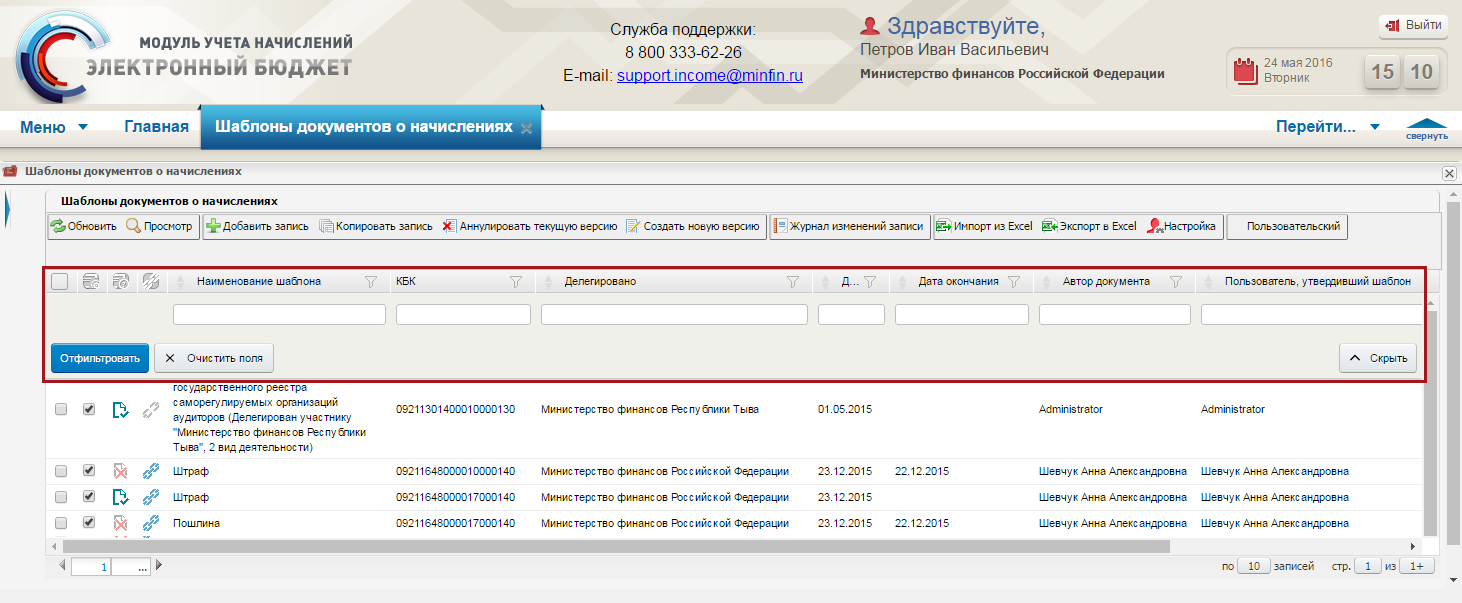 МОДУЛЬ УЧЕТА НАЧИСЛЕНИЙ
ЭЛЕКТРОННЫЙ БЮДЖЕТ
Служба поддержки:
8 800 333-62-26
E-mail: support.income@minfin.ru
Здравствуйте,
Петров Иван Васильевич
Министерство финансов Российской Федерации
Выйти
24 мая 2016
Вторник
15 10
Меню Главная Шаблоны документов о начислениях Перейти... свернуть
Шаблоны документов о начислениях
Шаблоны документов о начислениях
Обновить Просмотр Добавить запись Копировать запись Аннулировать текущую версию Создать новую версию Журнал изменений записи Импорт из Excel Экспорт в Excel Настройка Пользовательский
Наименование шаблона КБК Делегировано Д... Дата окончания Автор документа Пользователь, утвердивший шаблон
Отфильтровать Очистить поля Скрыть
государственного реестра
саморегулируемых организаций
аудиторов (Делегирован участнику
"Министерство финансов Республики
Тыва", 2 вид деятельности)
09211301400010000130 Министерство финансов Республики Тыва 01.05.2015 Administrator Administrator
Штраф 09211648000010000140 Министерство финансов Российской Федерации 23.12.2015 22.12.2015 Шевчук Анна Александровна Шевчук Анна Александровна
Штраф 09211648000017000140 Министерство финансов Российской Федерации 23.12.2015 Шевчук Анна Александровна Шевчук Анна Александровна
Пошлина 09211648000017000140 Министерство финансов Российской Федерации 23.12.2015 22.12.2015 Шевчук Анна Александровна Шевчук Анна Александровна
1 ... по 10 записей стр. 1 из 1+